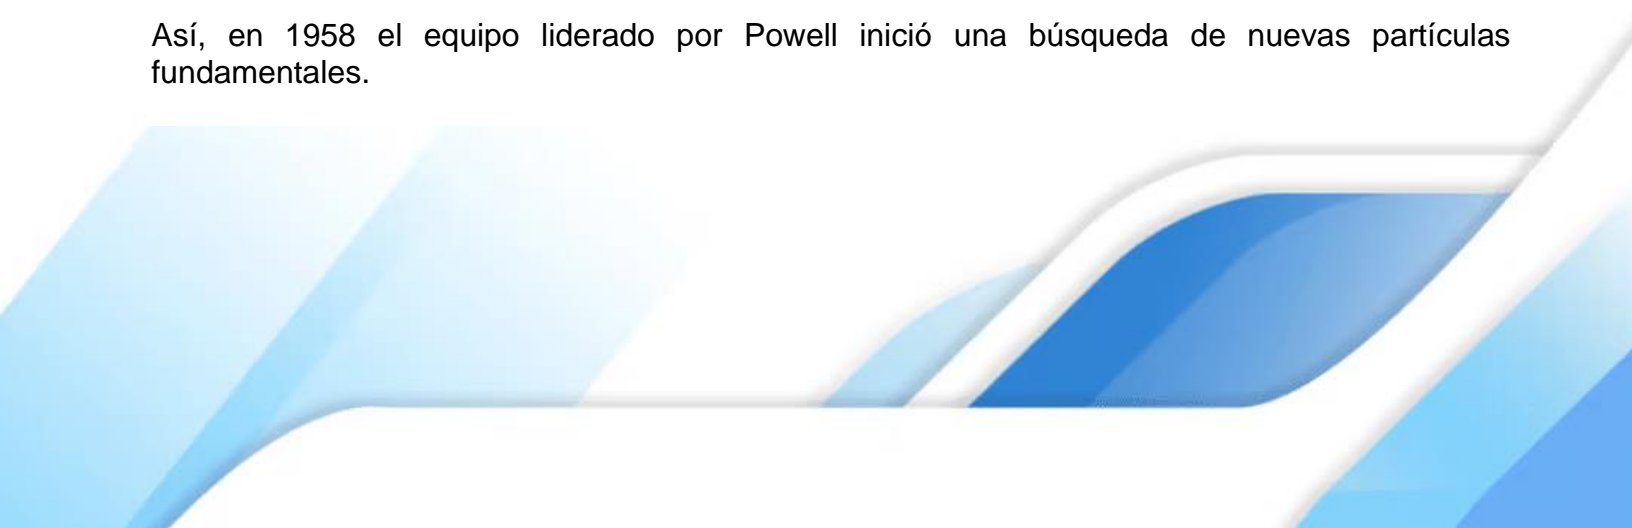 Así, en 1958 el equipo liderado por Powell inició una búsqueda de nuevas partículas
fundamentales.